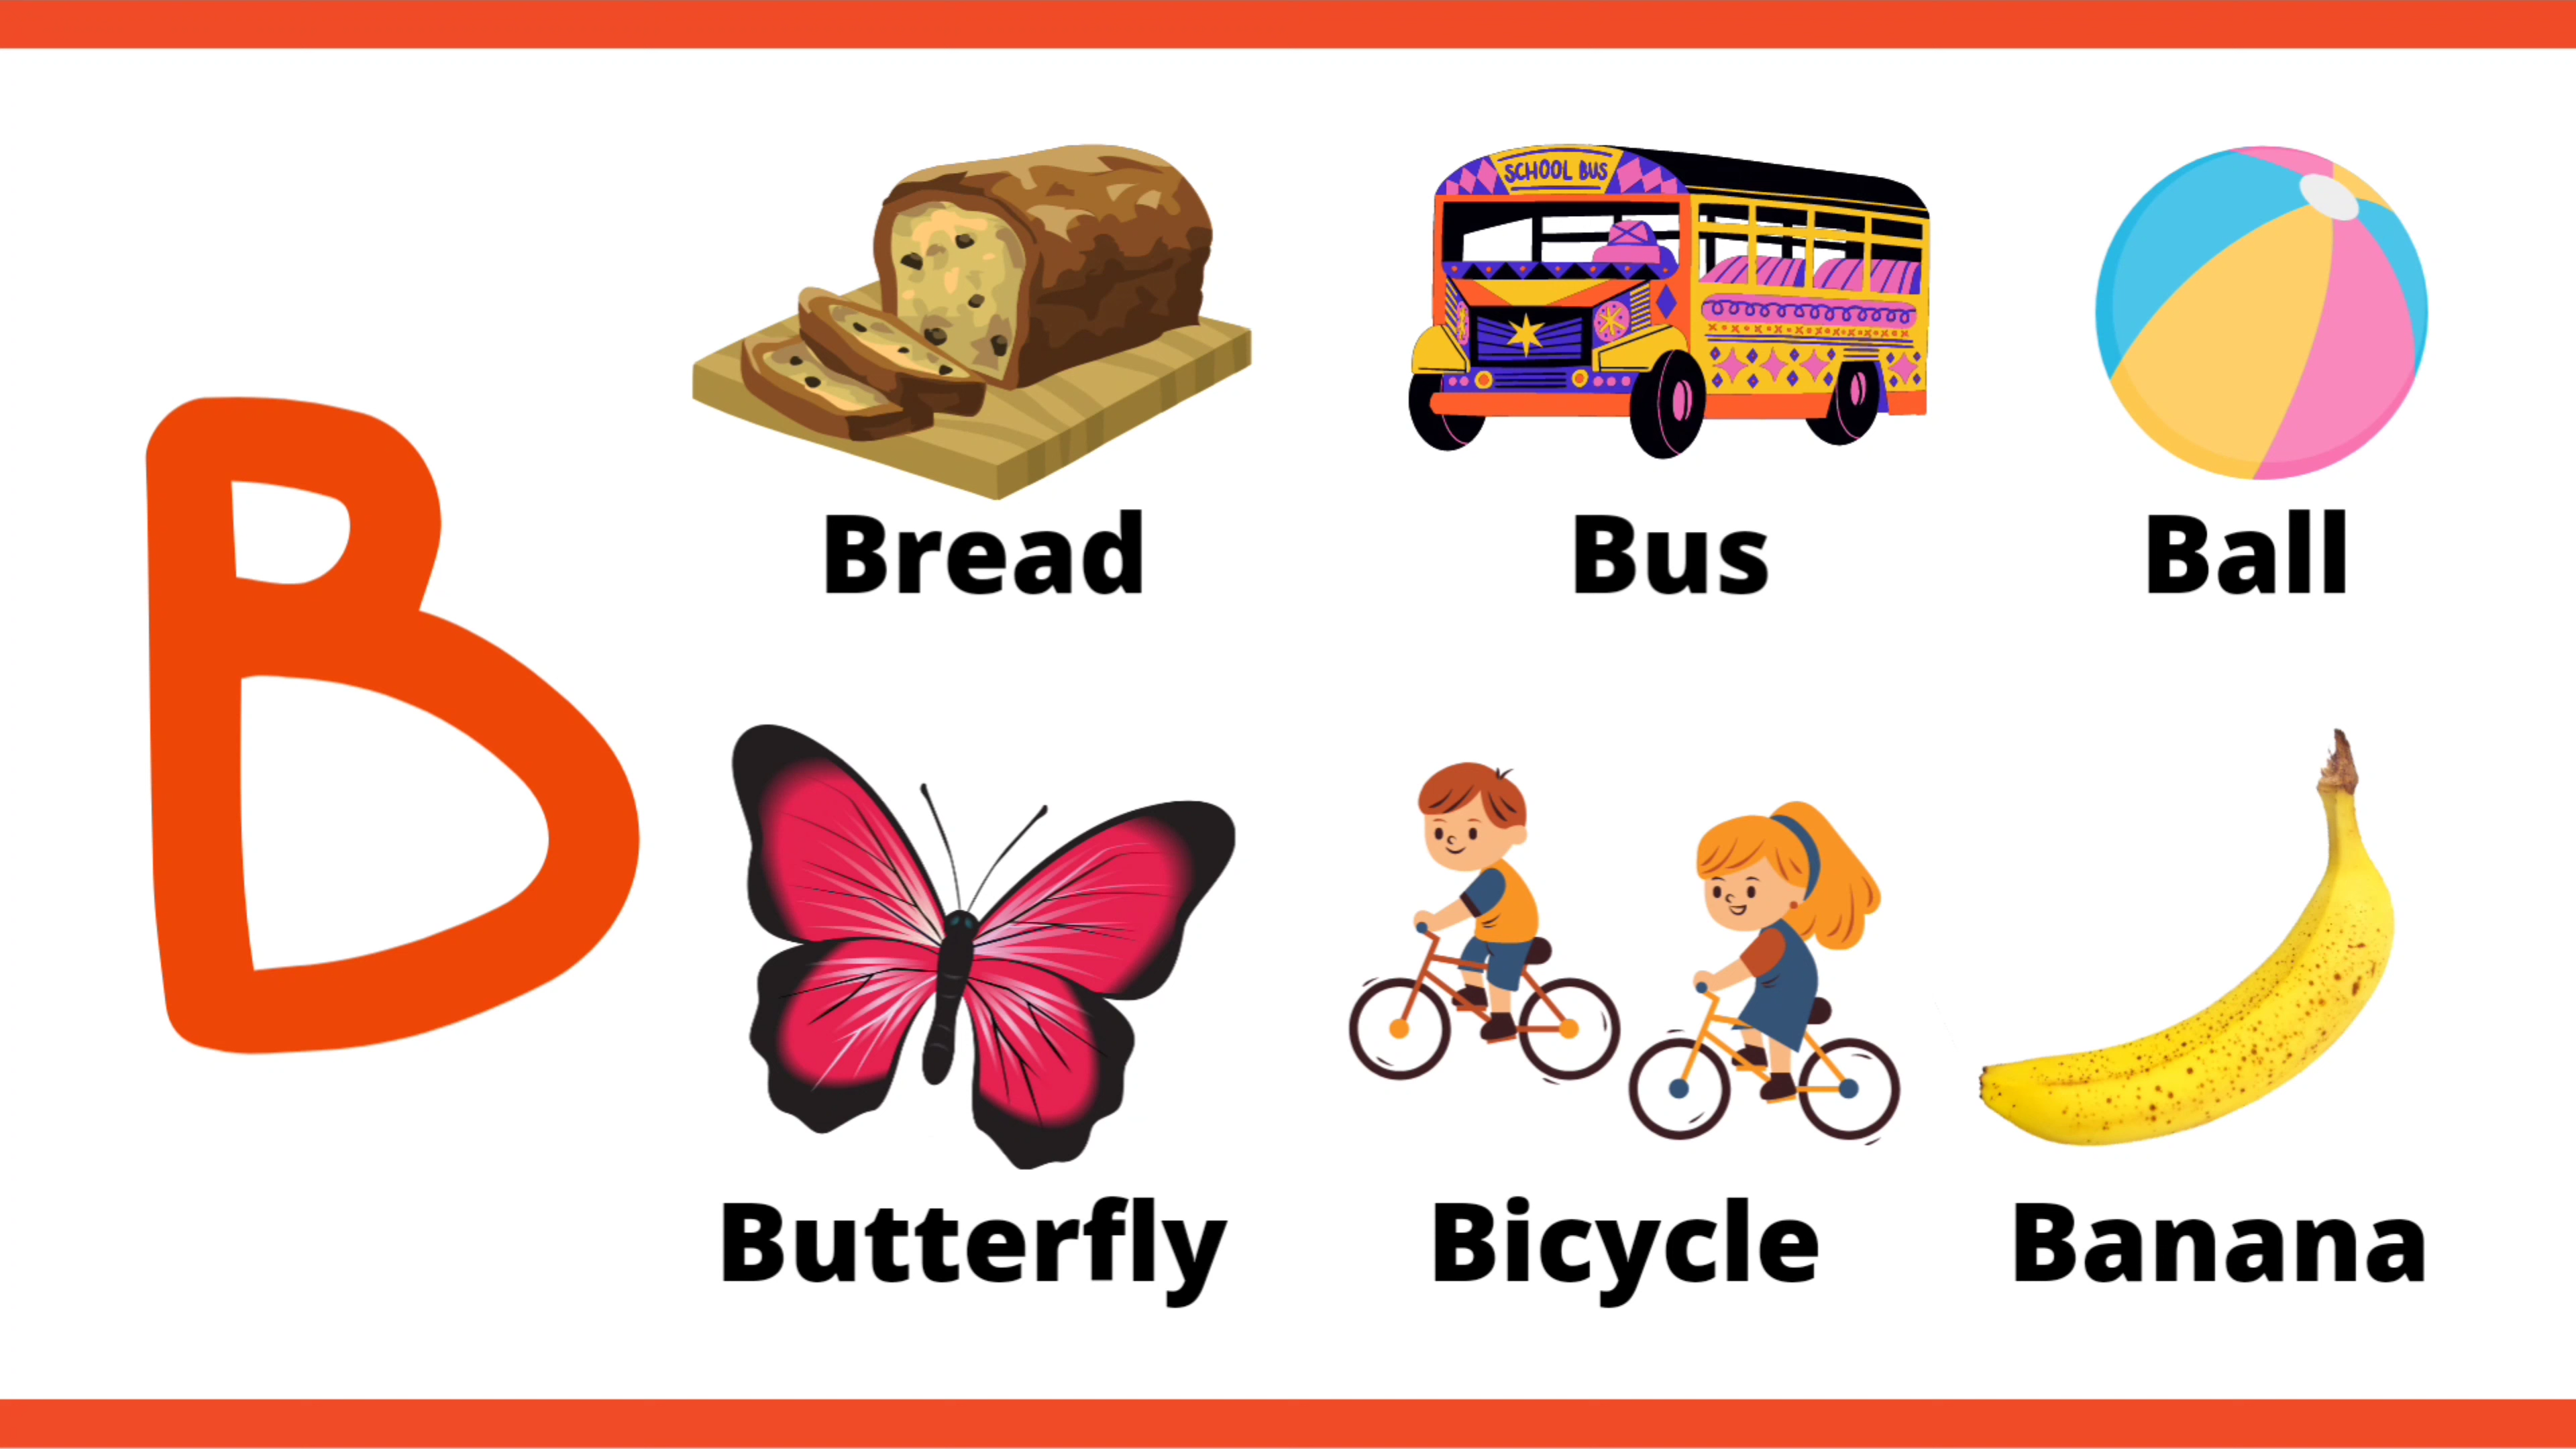 B
SCHOOL BUS
Bread
Bus
Ball
Butterfly
Bicycle
Banana